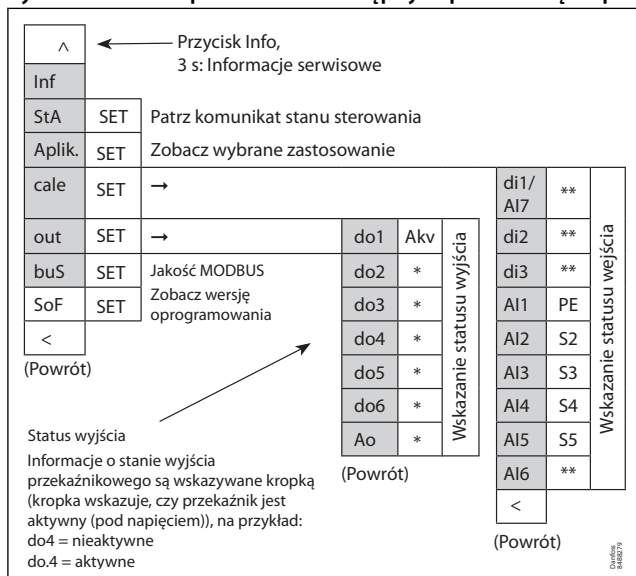 ^
Przycisk Info,
3 s: Informacje serwisowe
Inf
StA SET Patrz komunikat stanu sterowania
Aplik. SET Zobacz wybrane zastosowanie
cale SET →
out SET →
buS SET Jakość MODBUS
SoF SET Zobacz wersję
oprogramowania
<
(Powrót)
do1 Akv
do2 *
do3 *
do4 *
do5 *
do6 *
Ao *
Wskazanie statusu wyjścia
(Powrót)
di1/
AI7 **
di2 **
di3 **
AI1 PE
AI2 S2
AI3 S3
AI4 S4
AI5 S5
AI6 **
<
Wskazanie statusu wejścia
(Powrót)
Status wyjścia
Informacje o stanie wyjścia
przekaźnikowego są wskazywane kropką
(kropka wskazuje, czy przekaźnik jest
aktywny (pod napięciem)), na przykład:
do4 = nieaktywne
do.4 = aktywne
Danfoss
84B8279